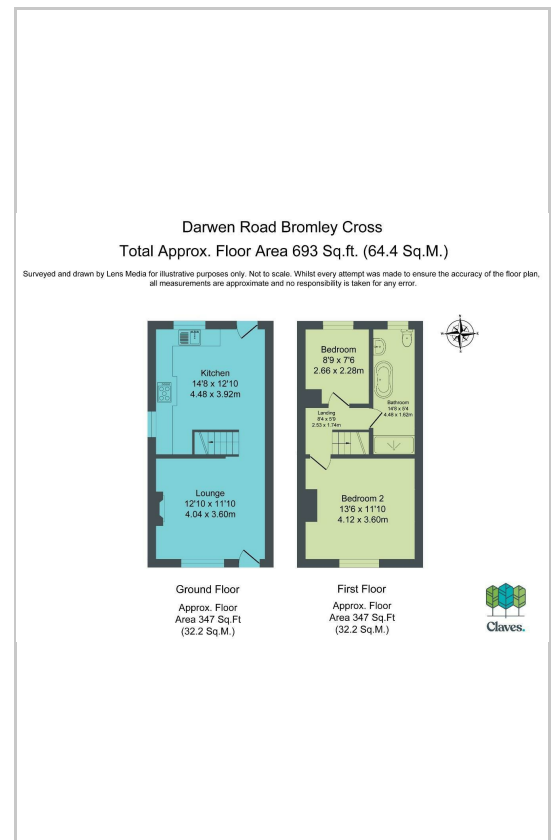 Darwen Road Bromley Cross
Total Approx. Floor Area 693 Sq.ft. (64.4 Sq.M.)
Surveyed and drawn by Lens Media for illustrative purposes only. Not to scale. Whilst every attempt was made to ensure the accuracy of the floor plan,
all measurements are approximate and no responsibility is taken for any error.
Kitchen
14'8 x 12'10
4.48 x 3.92m
Lounge
12'10 x 11'10
4.04 x 3.60m
Ground Floor
Approx. Floor
Area 347 Sq.Ft
(32.2 Sq.M.)
Bedroom
8'9 x 7'6
2.66 x 2.28m
Bathroom
14'8 x 5'4
4.48 x 1.62m
Landing
8'4 x 5'9
2.53 x 1.74m
Bedroom 2
13'6 x 11'10
4.12 x 3.60m
First Floor
Approx. Floor
Area 347 Sq.Ft
(32.2 Sq.M.)
Claves.